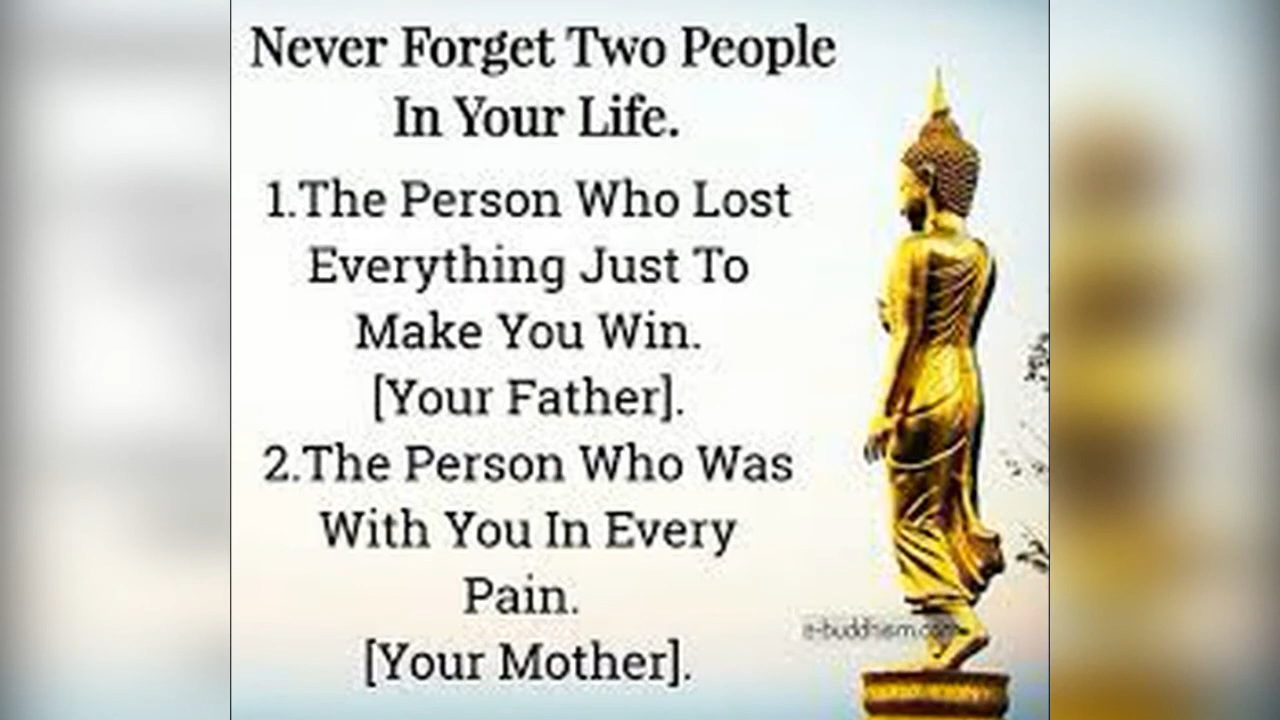 Never Forget Two People
In Your Life.
1.The Person Who Lost
Everything Just To
Make You Win.
[Your Father].
2.The Person Who Was
With You In Every
Pain.
[Your Mother].
e-buddhism.com